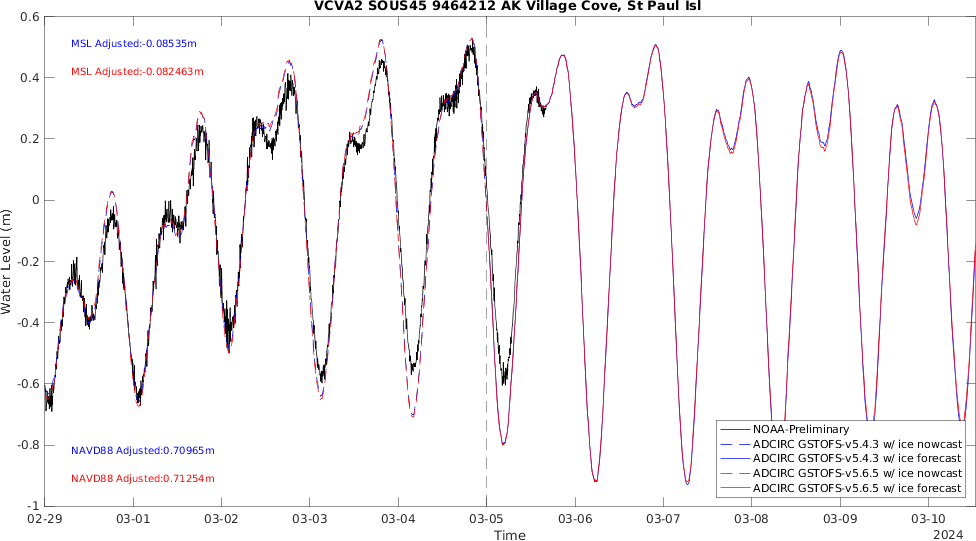 VCVA2 SOUS45 9464212 AK Village Cove, St Paul Isl
0.6
MSL Adjusted:-0.08535m
MSL Adjusted:-0.082463m
0.4
0.2
0
-0.2
-0.4
-0.6
-0.8
-1
Water Level (m)
NAVD88 Adjusted:0.70965m
NAVD88 Adjusted:0.71254m
NOAA-Preliminary
ADCIRC GSTOFS-v5.4.3 w/ ice nowcast
ADCIRC GSTOFS-v5.4.3 w/ ice forecast
ADCIRC GSTOFS-v5.6.5 w/ ice nowcast
ADCIRC GSTOFS-v5.6.5 w/ ice forecast
02-29 03-01 03-02 03-03 03-04 03-05 03-06 03-07 03-08 03-09 03-10
Time
2024